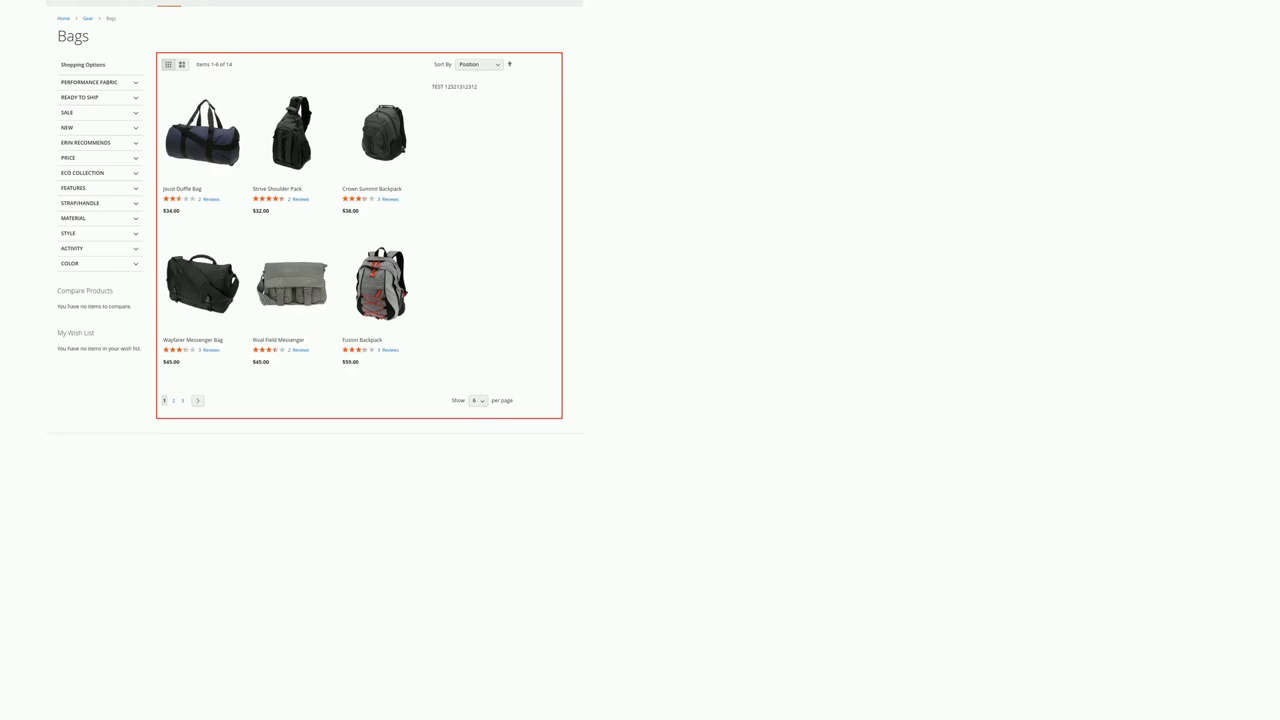 Home > Gear > Bags
Bags
Shopping Options
PERFORMANCE FABRIC
READY TO SHIP
SALE
NEW
ERIN RECOMMENDS
PRICE
ECO COLLECTION
FEATURES
STRAP/HANDLE
MATERIAL
STYLE
ACTIVITY
COLOR
Compare Products
You have no items to compare.
My Wish List
You have no items in your wish list.
Items 1-6 of 14
Sort By Position
TEST 12321312312
Joust Duffle Bag
2 Reviews
$34.00
Strive Shoulder Pack
2 Reviews
$32.00
Crown Summit Backpack
3 Reviews
$38.00
Wayfarer Messenger Bag
3 Reviews
$45.00
Rival Field Messenger
2 Reviews
$45.00
Fusion Backpack
3 Reviews
$59.00
1 2 3
Show 6 per page